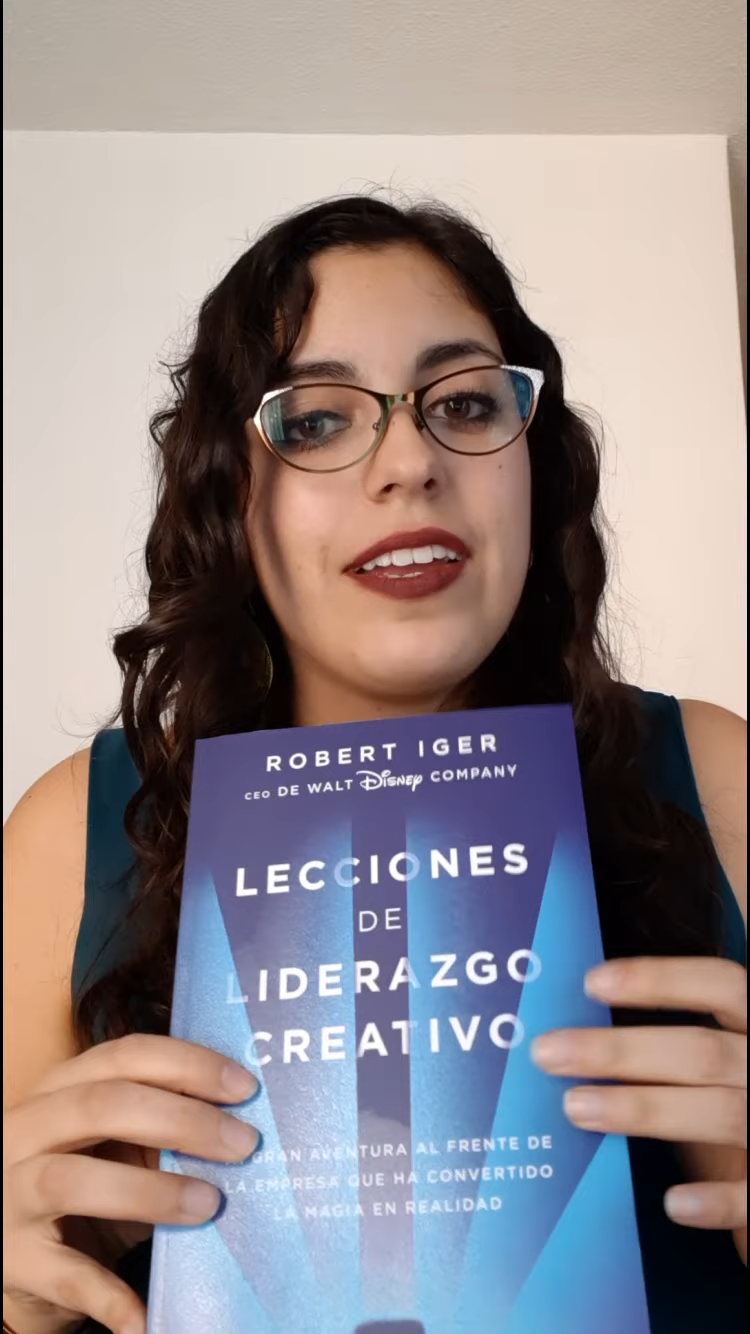 ROBERT IGER
CEO DE WALT Disney COMPANY
LECCIONES
DE
LIDERAZGO
CREATIVO
GRAN AVENTURA AL FRENTE DE
LA EMPRESA QUE HA CONVERTIDO
LA MAGIA EN REALIDAD